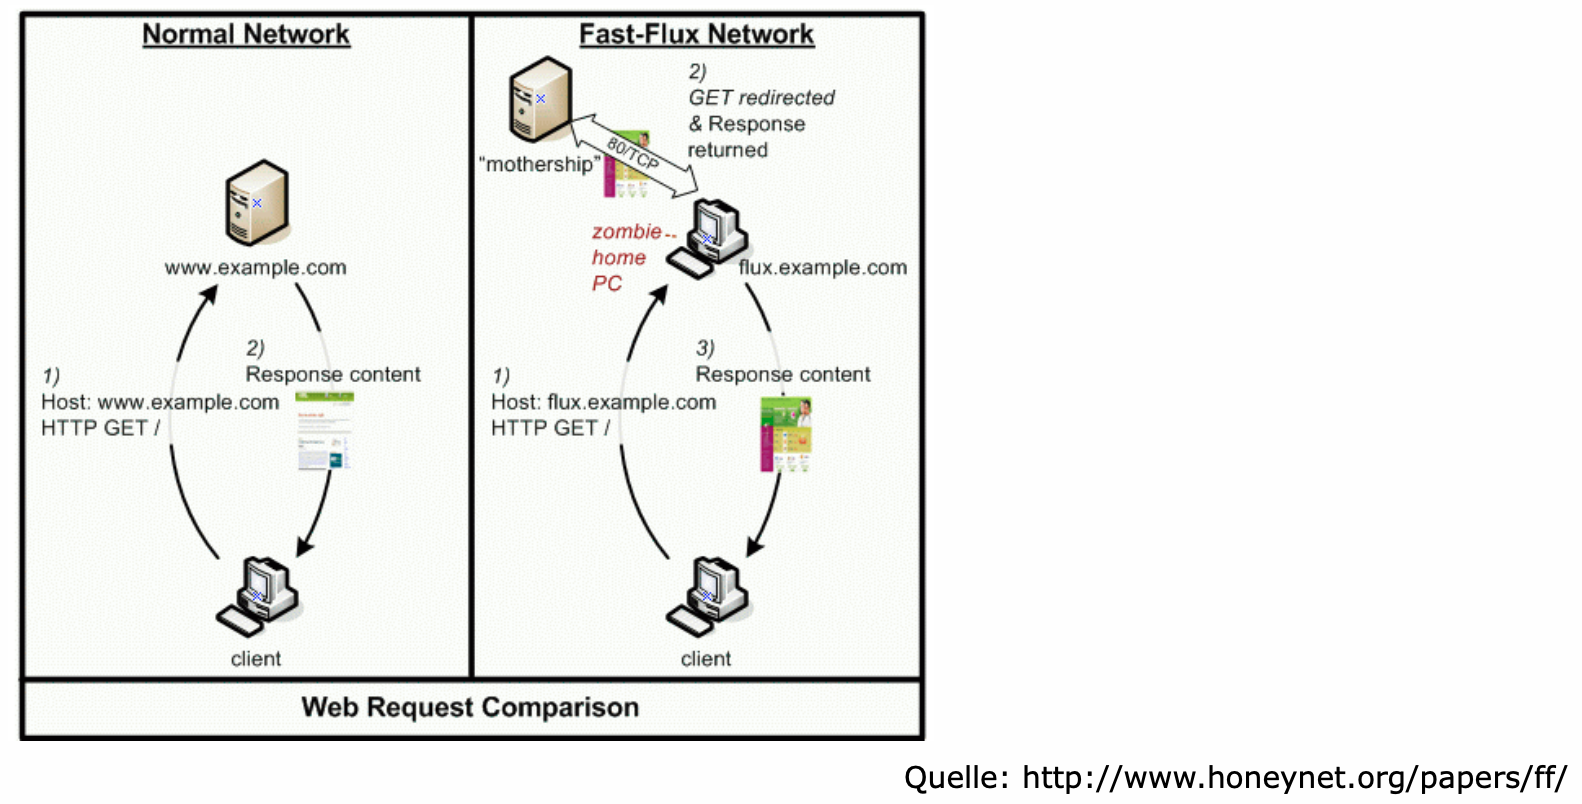 Normal Network
www.example.com
1)
Host: www.example.com
HTTP GET /
2)
Response content
client
Fast-Flux Network
"mothership"
80/TCP
2)
GET redirected
& Response
returned
zombie --
home
PC
flux.example.com
1)
Host: flux.example.com
HTTP GET /
3)
Response content
client
Web Request Comparison
Quelle: http://www.honeynet.org/papers/ff/